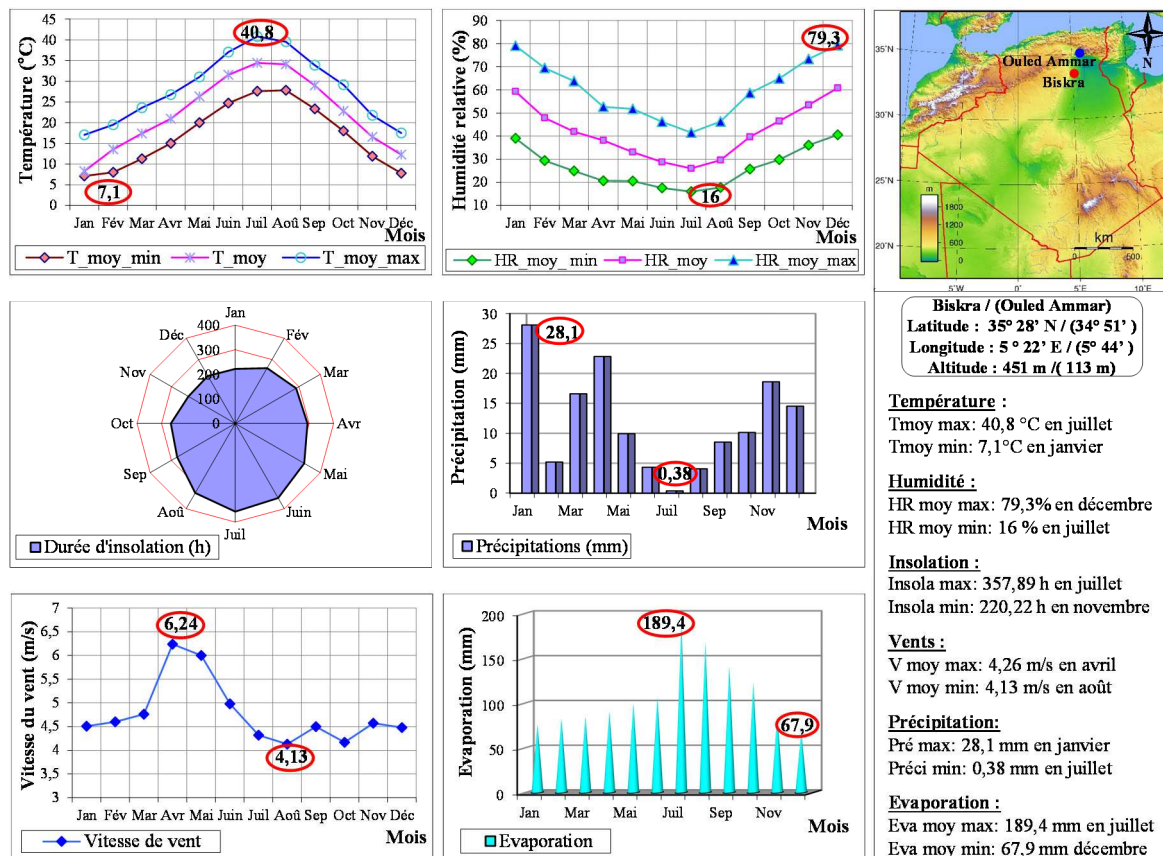 Température (°C)
50
45
40
35
30
25
20
15
10
5
0
40,8
7,1
Jan Fév Mar Avr Mai Juin Juil Aoû Sep Oct Nov Déc
Mois
T_moy_min T_moy T_moy_max
Humidité relative (%)
90
80
70
60
50
40
30
20
10
79,3
16
Jan Fév Mar Avr Mai Juin Juil Aoû Sep Oct Nov Déc
Mois
HR_moy_min HR_moy HR_moy_max
35°N
30°N
25°N
20°N
Ouled Ammar
Biskra
N
m
1800
1200
600
0
km
0 500
5°W 0° 5°E 10°E
Jan
Fév
Mar
Avr
Mai
Juin
Juil
Aoû
Sep
Oct
Nov
Déc
400
300
200
100
0
Durée d'insolation (h)
Précipitation (mm)
30
25
20
15
10
5
0
28,1
0,38
Jan Mar Mai Juil Sep Nov
Mois
Précipitations (mm)
Biskra / (Ouled Ammar)
Latitude : 35° 28’ N / (34° 51’ )
Longitude : 5 ° 22’ E / (5° 44’ )
Altitude : 451 m /( 113 m)
Température :
Tmoy max: 40,8 °C en juillet
Tmoy min: 7,1°C en janvier
Humidité :
HR moy max: 79,3% en décembre
HR moy min: 16 % en juillet
Insolation :
Insola max: 357,89 h en juillet
Insola min: 220,22 h en novembre
Vents :
V moy max: 4,26 m/s en avril
V moy min: 4,13 m/s en août
Précipitation:
Pré max: 28,1 mm en janvier
Préci min: 0,38 mm en juillet
Evaporation :
Eva moy max: 189,4 mm en juillet
Eva moy min: 67,9 mm décembre
Vitesse du vent (m/s)
7
6,5
6
5,5
5
4,5
4
3,5
3
6,24
4,13
Jan Fév Mar Avr Mai Juin Juil Aoû Sep Oct Nov Déc
Mois
Vitesse de vent
Evaporation (mm)
200
150
100
50
0
189,4
67,9
Jan Mar Mai Juil Sep Nov
Mois
Evaporation